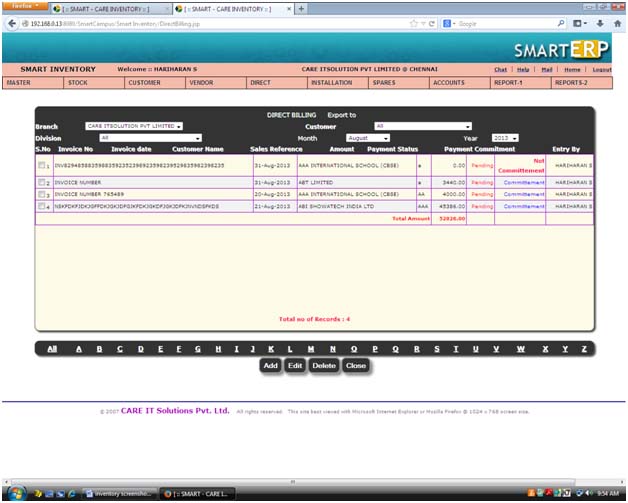 Firefox
[ :: SMART - CARE INVENTORY :: ] [ :: SMART - CARE INVENTORY :: ]
192.168.0.13:8089/SmartCampus/Smart Inventory/DirectBilling.jsp Google
SMARTERP
SMART INVENTORY Welcome :: HARIHARAN S CARE ITSOLUTION PVT LIMITED @ CHENNAI Chat | Help | Mail | Home | Logout
MASTER STOCK CUSTOMER VENDOR DIRECT INSTALLATION SPARES ACCOUNTS REPORT-1 REPORTS-2
DIRECT BILLING Export to
Branch CARE ITSOLUTION PVT LIMITED Customer All
Division All Month August Year 2013
S.No Invoice No Invoice date Customer Name Sales Reference Amount Payment Status Payment Commitment Entry By
1 31-Aug-2013 AAA INTERNATIONAL SCHOOL (CBSE) a 0.00 Pending Not Committement HARIHARAN S
2 INVOICE NUMBER 31-Aug-2013 ABT LIMITED a 3440.00 Pending Committement HARIHARAN S
3 INVOICE NUMBER 765489 20-Aug-2013 AAA INTERNATIONAL SCHOOL (CBSE) AA 4000.00 Pending Committement HARIHARAN S
4 21-Aug-2013 ABI SHOWATECH INDIA LTD AAA 45386.00 Pending Committement HARIHARAN S
Total Amount 52826.00
Total no of Records : 4
All A B C D E F G H I J K L M N O P Q R S T U V W X Y Z
Add Edit Delete Close
© 2007 CARE IT Solutions Pvt. Ltd. All rights reserved. This site best viewed with Microsoft Internet Explorer or Mozilla Firefox @ 1024 x 768 screen size.
inventory screensho... [ :: SMART - CARE I... 9:54 AM